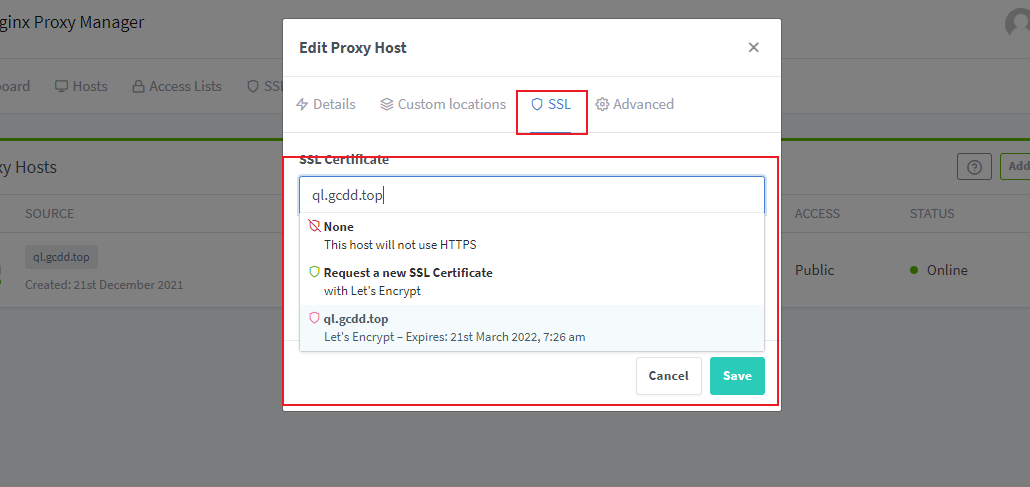 ginx Proxy Manager
Edit Proxy Host
oard Hosts Access Lists SSL
Details Custom locations SSL Advanced
SSL Certificate
xy Hosts
Add
ql.gcdd.top
SOURCE ACCESS STATUS
None
This host will not use HTTPS
ql.gcdd.top
Created: 21st December 2021
Public Online
Request a new SSL Certificate
with Let's Encrypt
ql.gcdd.top
Let's Encrypt – Expires: 21st March 2022, 7:26 am
Cancel Save